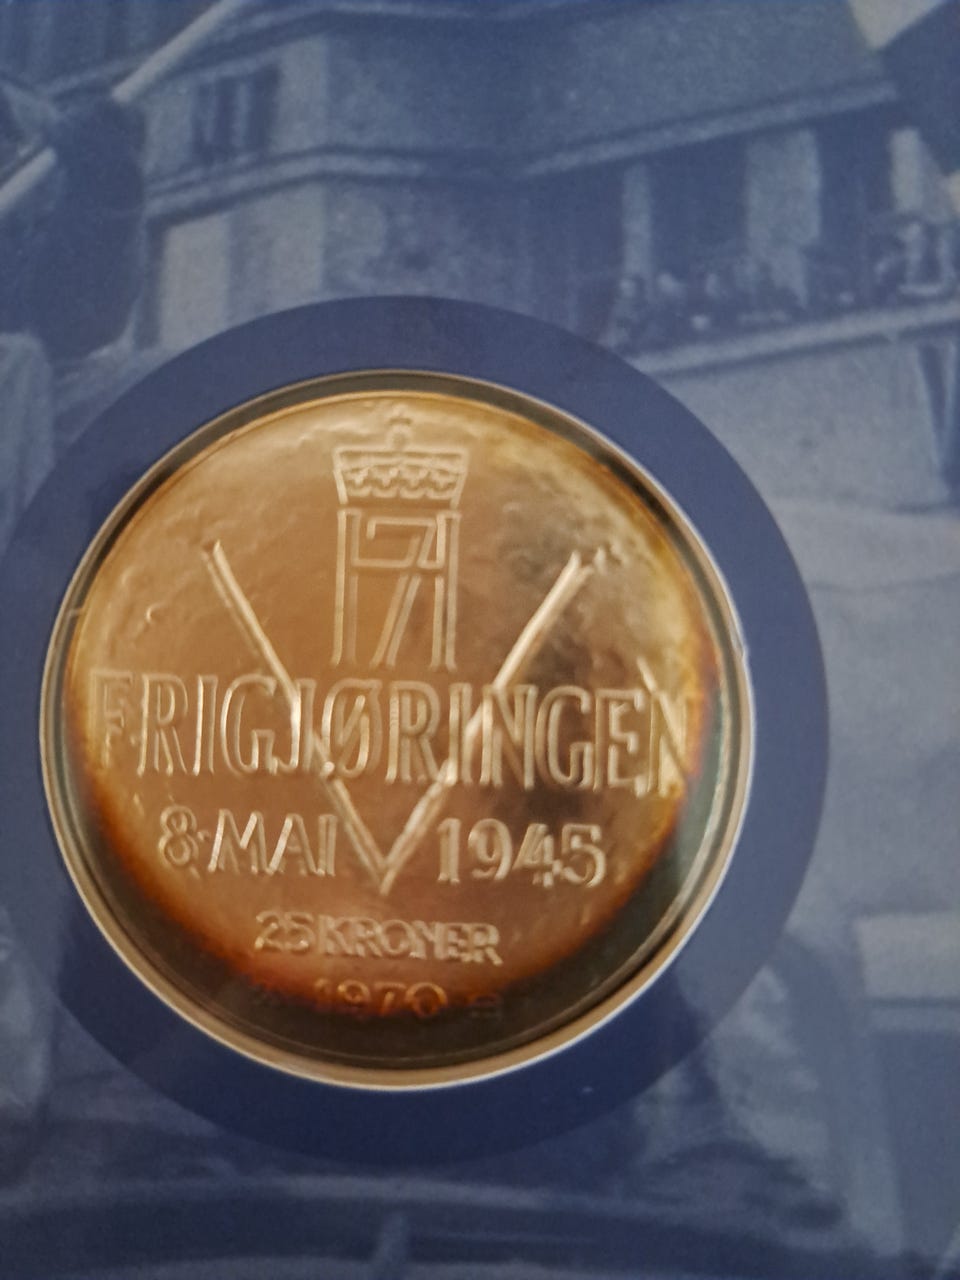 H7
FRIGJØRINGEN
8·MAI V 1945
25 KRONER
1970